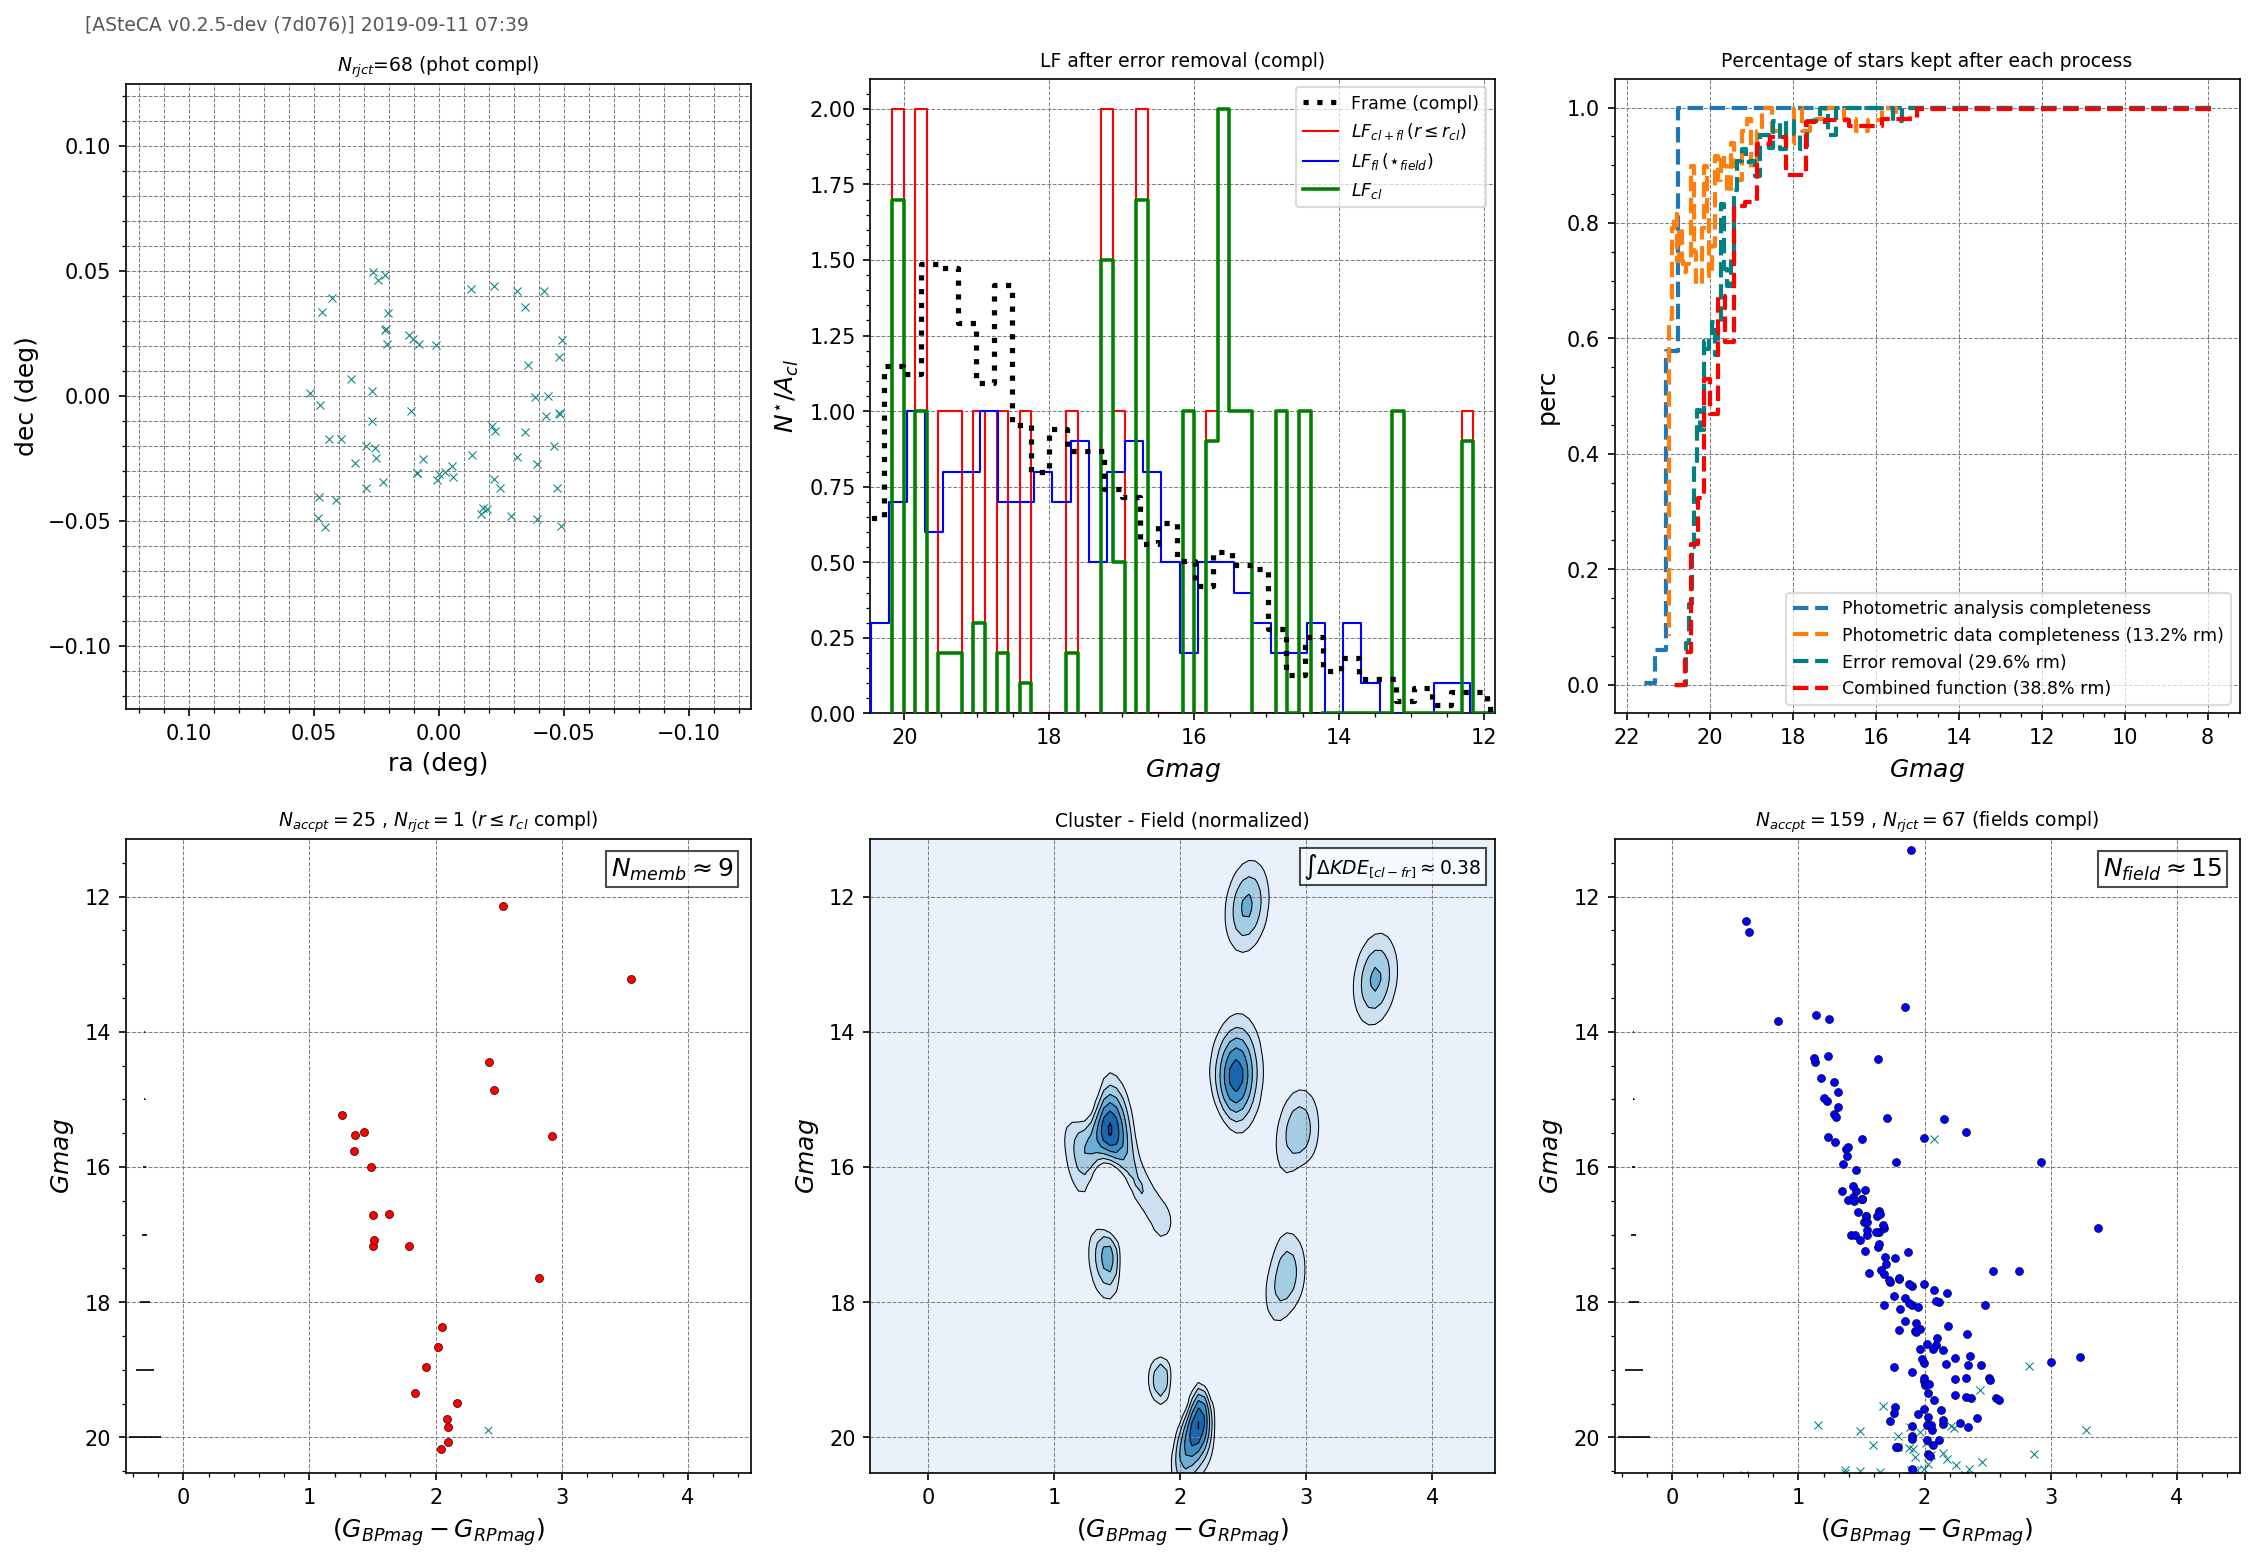 [ASteCA v0.2.5-dev (7d076)] 2019-09-11 07:39
N_rjct=68 (phot compl)
dec (deg)
0.10
0.05
0.00
−0.05
−0.10
0.10 0.05 0.00 −0.05 −0.10
ra (deg)
LF after error removal (compl)
N⋆/A_cl
2.00
1.75
1.50
1.25
1.00
0.75
0.50
0.25
0.00
Frame (compl)
LF_cl+fl (r ≤ r_cl)
LF_fl (⋆field)
LF_cl
20 18 16 14 12
Gmag
Percentage of stars kept after each process
perc
1.0
0.8
0.6
0.4
0.2
0.0
Photometric analysis completeness
Photometric data completeness (13.2% rm)
Error removal (29.6% rm)
Combined function (38.8% rm)
22 20 18 16 14 12 10 8
Gmag
N_accpt = 25 , N_rjct = 1 (r ≤ r_cl compl)
N_memb ≈ 9
Gmag
12
14
16
18
20
0 1 2 3 4
(G_BPmag − G_RPmag)
Cluster - Field (normalized)
∫ΔKDE_[cl−fr] ≈ 0.38
Gmag
12
14
16
18
20
0 1 2 3 4
(G_BPmag − G_RPmag)
N_accpt = 159 , N_rjct = 67 (fields compl)
N_field ≈ 15
Gmag
12
14
16
18
20
0 1 2 3 4
(G_BPmag − G_RPmag)